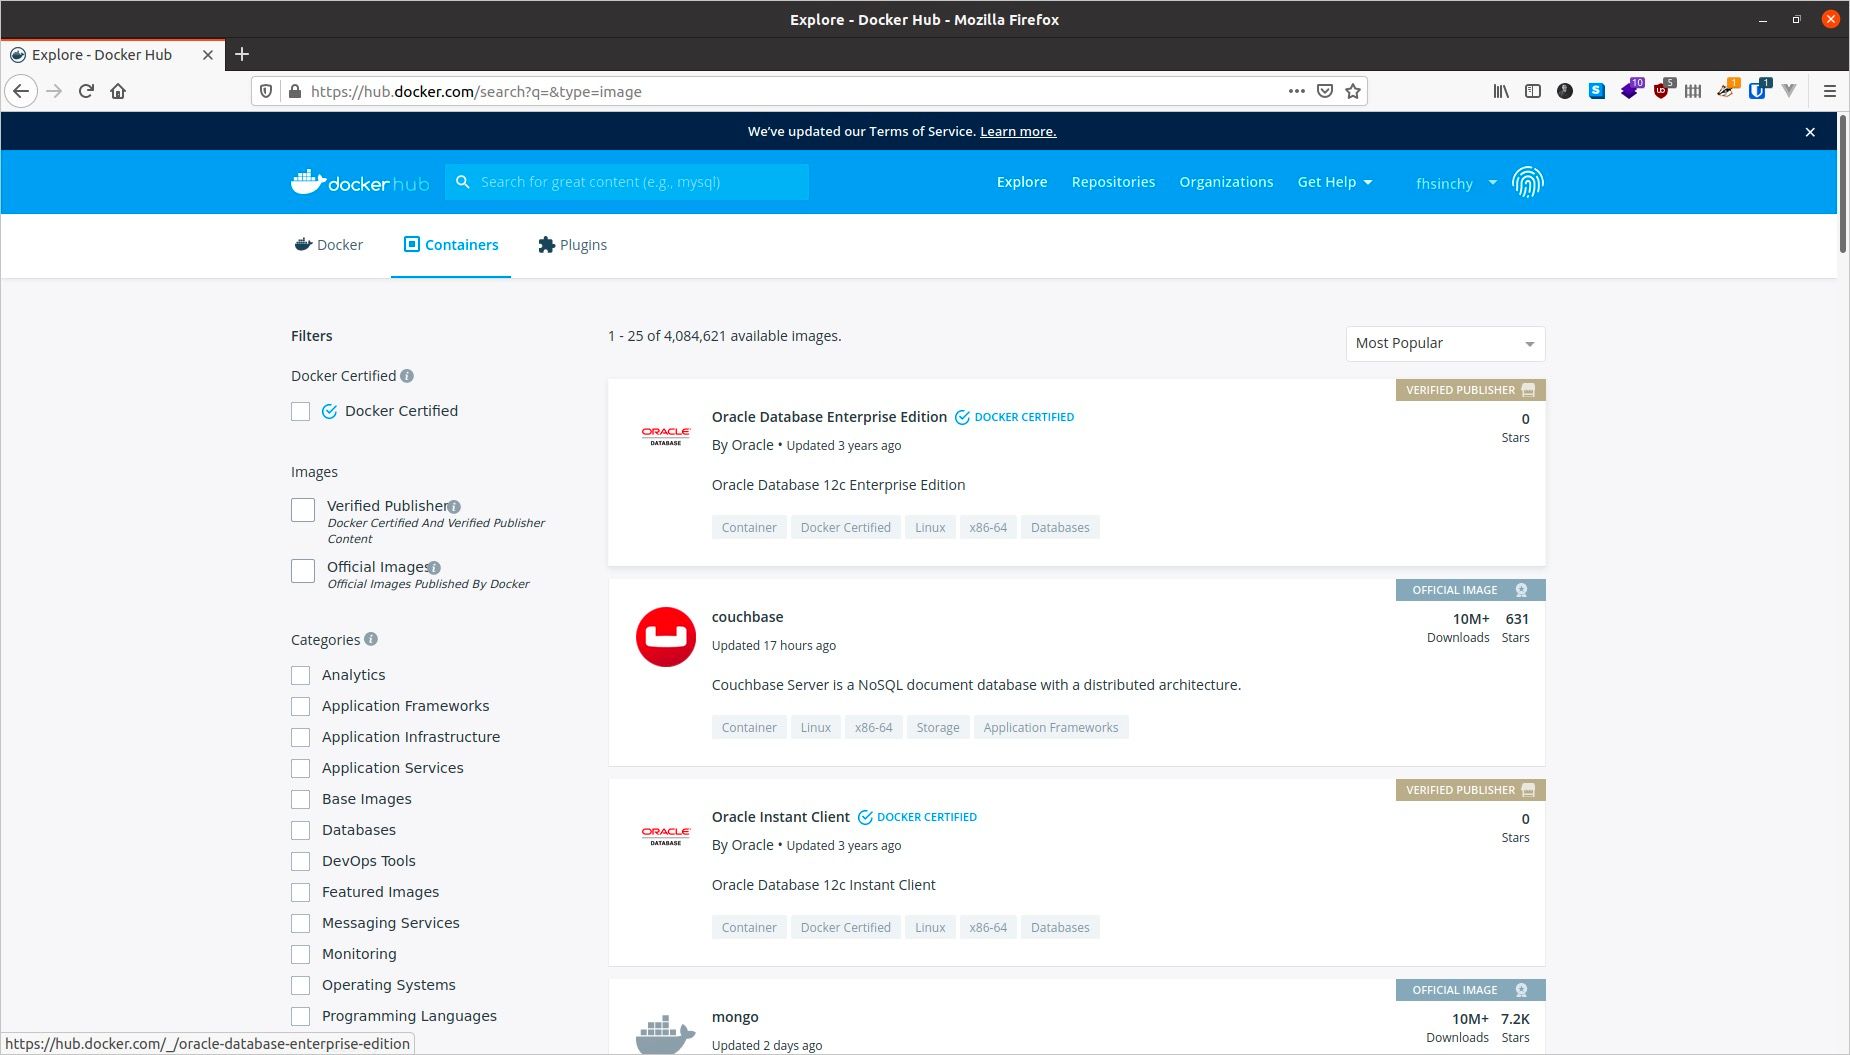 Explore - Docker Hub - Mozilla Firefox
Explore - Docker Hub
https://hub.docker.com/search?q=&type=image
10
5
1
1
We've updated our Terms of Service. Learn more.
docker hub
Search for great content (e.g., mysql)
Explore
Repositories
Organizations
Get Help
fhsinchy
Docker
Containers
Plugins
Filters
Docker Certified
Docker Certified
Images
Verified Publisher
Docker Certified And Verified Publisher
Content
Official Images
Official Images Published By Docker
Categories
Analytics
Application Frameworks
Application Infrastructure
Application Services
Base Images
Databases
DevOps Tools
Featured Images
Messaging Services
Monitoring
Operating Systems
Programming Languages
1 - 25 of 4,084,621 available images.
Most Popular
VERIFIED PUBLISHER
ORACLE
DATABASE
Oracle Database Enterprise Edition DOCKER CERTIFIED
0
Stars
By Oracle • Updated 3 years ago
Oracle Database 12c Enterprise Edition
Container Docker Certified Linux x86-64 Databases
OFFICIAL IMAGE
couchbase
10M+ 631
Downloads Stars
Updated 17 hours ago
Couchbase Server is a NoSQL document database with a distributed architecture.
Container Linux x86-64 Storage Application Frameworks
VERIFIED PUBLISHER
ORACLE
DATABASE
Oracle Instant Client DOCKER CERTIFIED
0
Stars
By Oracle • Updated 3 years ago
Oracle Database 12c Instant Client
Container Docker Certified Linux x86-64 Databases
OFFICIAL IMAGE
mongo
10M+ 7.2K
Downloads Stars
Updated 2 days ago
https://hub.docker.com/_/oracle-database-enterprise-edition